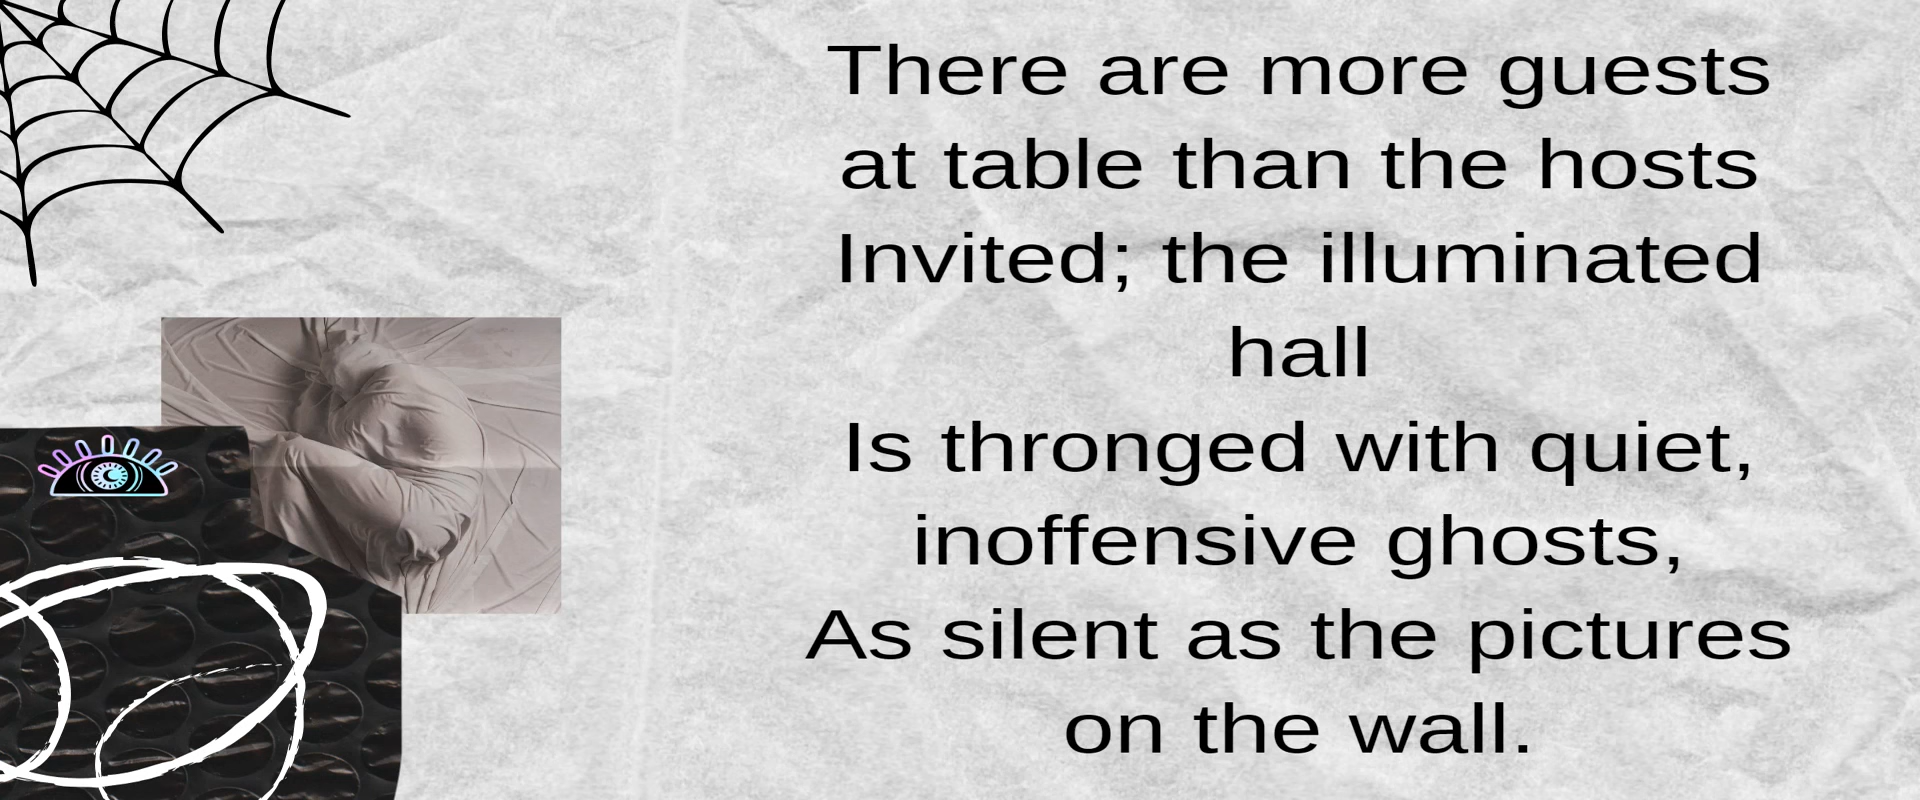 There are more guests
at table than the hosts
Invited; the illuminated
hall
Is thronged with quiet,
inoffensive ghosts,
As silent as the pictures
on the wall.